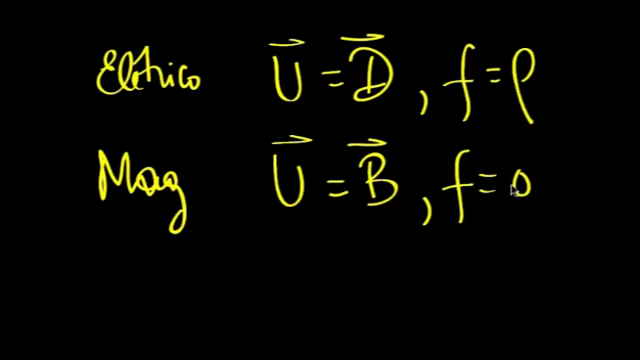 Elétrico U⃗ = D⃗ , f = ρ
Mag U⃗ = B⃗ , f = 0